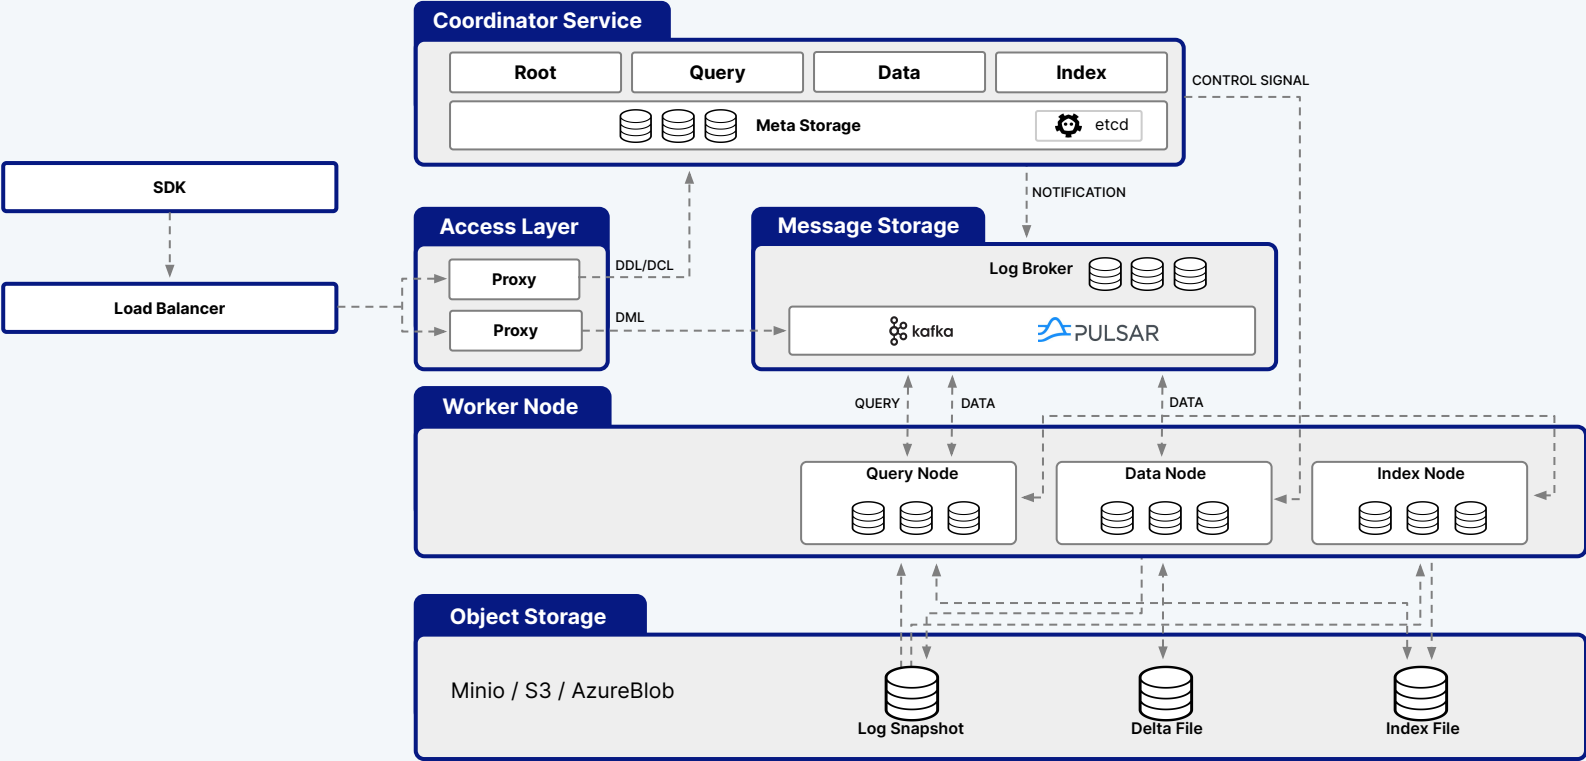 Coordinator Service
Root
Query
Data
Index
Meta Storage
etcd
CONTROL SIGNAL
SDK
NOTIFICATION
Access Layer
Message Storage
DDL/DCL
Log Broker
Proxy
Load Balancer
DML
Proxy
kafka
PULSAR
Worker Node
QUERY
DATA
DATA
Query Node
Data Node
Index Node
Object Storage
Minio / S3 / AzureBlob
Log Snapshot
Delta File
Index File